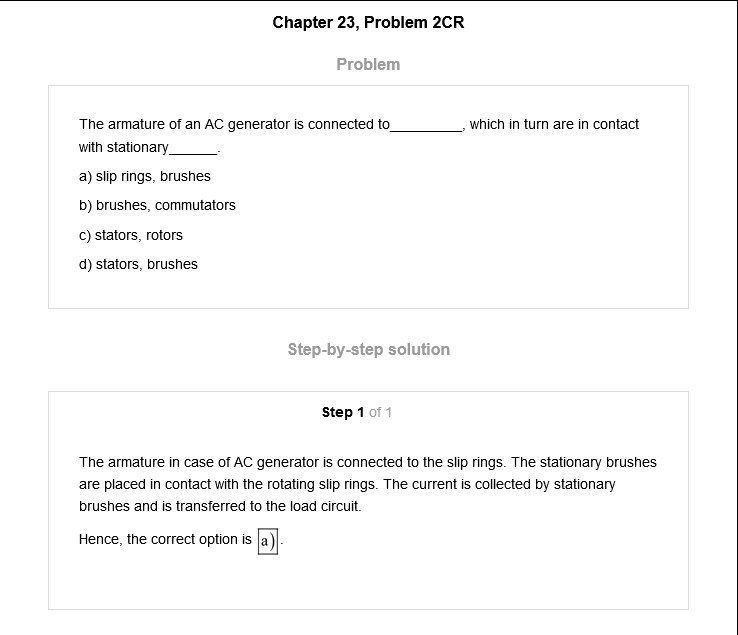 Chapter 23, Problem 2CR
Problem
The armature of an AC generator is connected to_________, which in turn are in contact
with stationary______.
a) slip rings, brushes
b) brushes, commutators
c) stators, rotors
d) stators, brushes
Step-by-step solution
Step 1 of 1
The armature in case of AC generator is connected to the slip rings. The stationary brushes
are placed in contact with the rotating slip rings. The current is collected by stationary
brushes and is transferred to the load circuit.
Hence, the correct option is a).